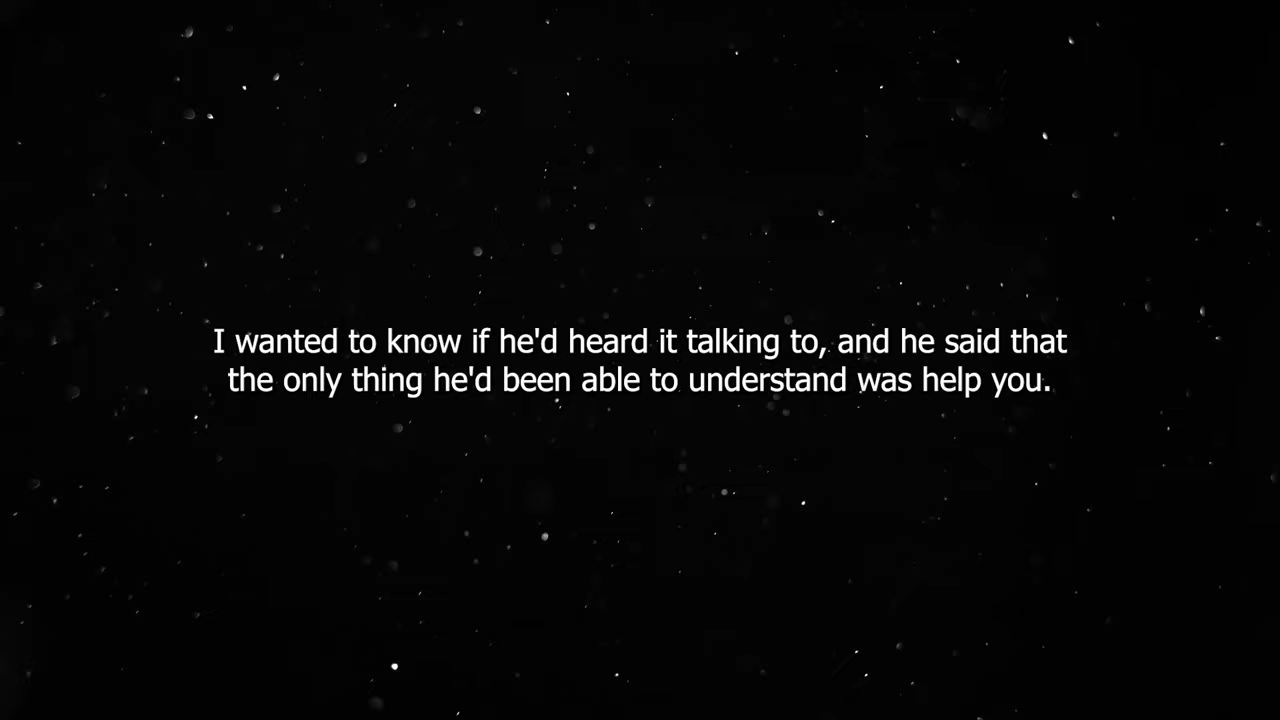 I wanted to know if he'd heard it talking to, and he said that
the only thing he'd been able to understand was help you.